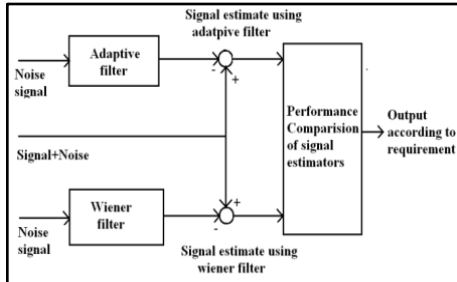 Signal estimate using
adatpive filter
Adaptive
filter
Noise
signal
-
+
Performance
Comparision
of signal
estimators
Output
according to
requirement
Signal+Noise
Wiener
filter
+
-
Noise
signal
Signal estimate using
wiener filter